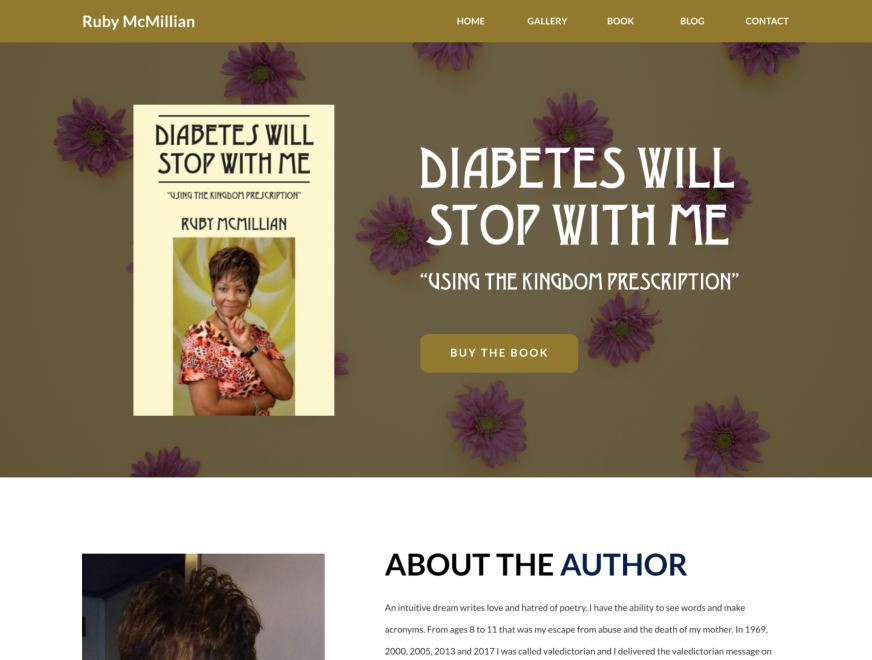 Ruby McMillian
HOME GALLERY BOOK BLOG CONTACT
DIABETES WILL
STOP WITH ME
"USING THE KINGDOM PRESCRIPTION"
RUBY MCMILLIAN
DIABETES WILL
STOP WITH ME
“USING THE KINGDOM PRESCRIPTION”
BUY THE BOOK
ABOUT THE AUTHOR
An intuitive dream writes love and hatred of poetry. I have the ability to see words and make
acronyms. From ages 8 to 11 that was my escape from abuse and the death of my mother. In 1969,
2000, 2005, 2013 and 2017 I was called valedictorian and I delivered the valedictorian message on